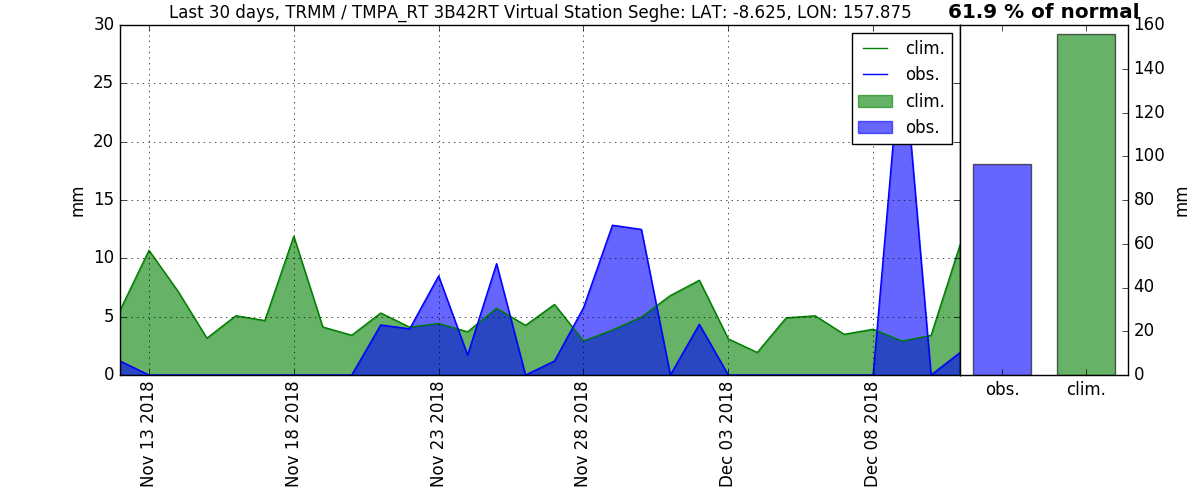 Last 30 days, TRMM / TMPA_RT 3B42RT Virtual Station Seghe: LAT: -8.625, LON: 157.875
61.9 % of normal
30
25
20
15
10
5
0
mm
clim.
obs.
clim.
obs.
Nov 13 2018
Nov 18 2018
Nov 23 2018
Nov 28 2018
Dec 03 2018
Dec 08 2018
160
140
120
100
80
60
40
20
0
mm
obs.
clim.